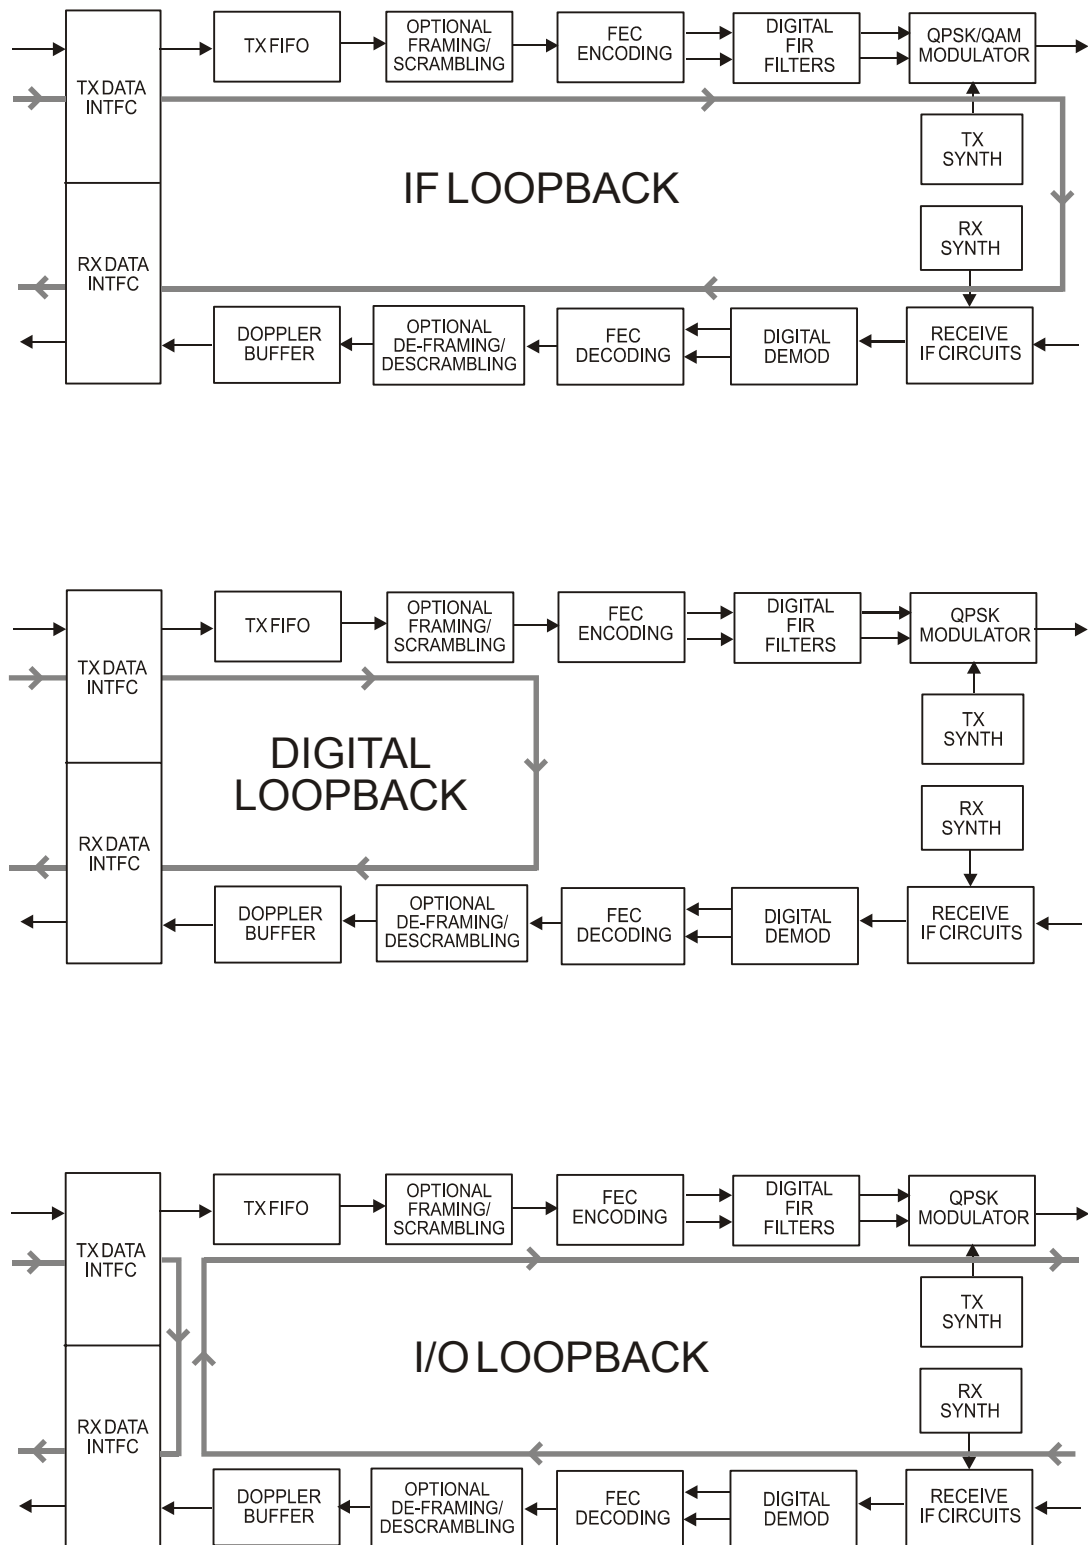 TX DATA
INTFC
TX FIFO
OPTIONAL
FRAMING/
SCRAMBLING
FEC
ENCODING
DIGITAL
FIR
FILTERS
QPSK/QAM
MODULATOR
TX
SYNTH
IF LOOPBACK
RX
SYNTH
RX DATA
INTFC
DOPPLER
BUFFER
OPTIONAL
DE-FRAMING/
DESCRAMBLING
FEC
DECODING
DIGITAL
DEMOD
RECEIVE
IF CIRCUITS
TX DATA
INTFC
TX FIFO
OPTIONAL
FRAMING/
SCRAMBLING
FEC
ENCODING
DIGITAL
FIR
FILTERS
QPSK
MODULATOR
TX
SYNTH
DIGITAL
LOOPBACK
RX
SYNTH
RX DATA
INTFC
DOPPLER
BUFFER
OPTIONAL
DE-FRAMING/
DESCRAMBLING
FEC
DECODING
DIGITAL
DEMOD
RECEIVE
IF CIRCUITS
TX DATA
INTFC
TX FIFO
OPTIONAL
FRAMING/
SCRAMBLING
FEC
ENCODING
DIGITAL
FIR
FILTERS
QPSK
MODULATOR
TX
SYNTH
I/O LOOPBACK
RX
SYNTH
RX DATA
INTFC
DOPPLER
BUFFER
OPTIONAL
DE-FRAMING/
DESCRAMBLING
FEC
DECODING
DIGITAL
DEMOD
RECEIVE
IF CIRCUITS